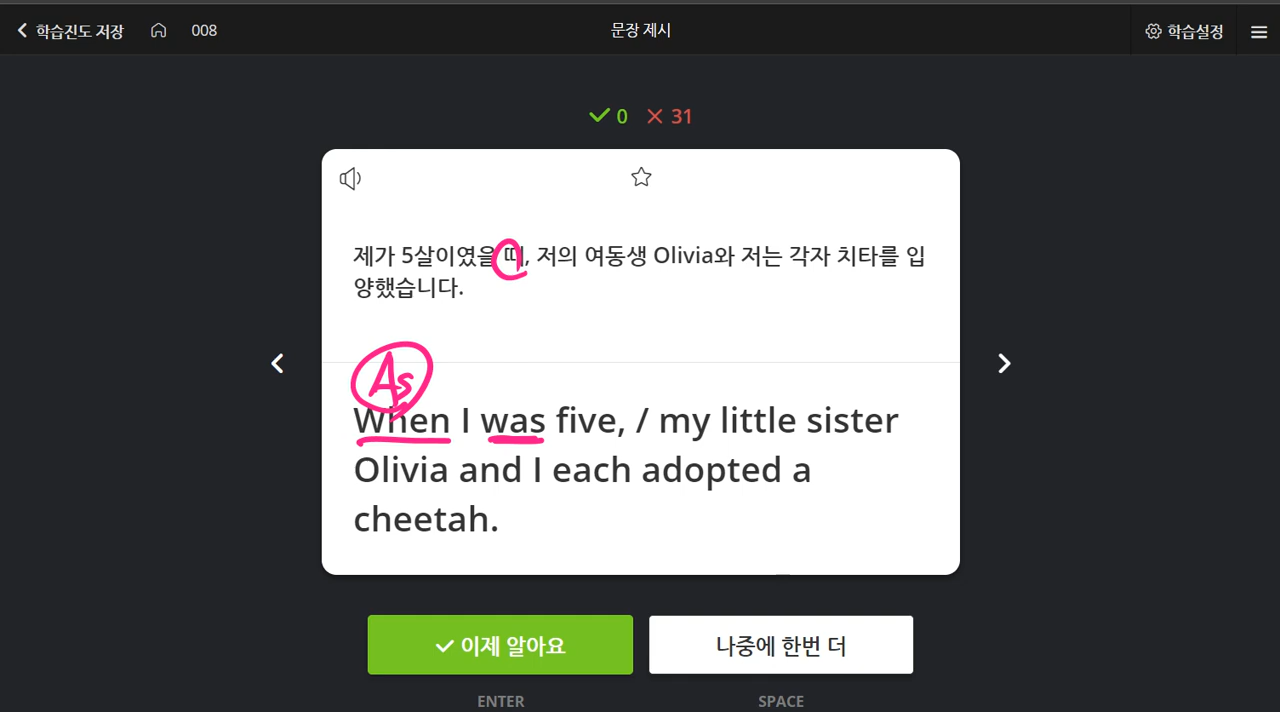 학습진도 저장 008 문장 제시 학습설정
0 31
제가 5살이였을 때, 저의 여동생 Olivia와 저는 각자 치타를 입
양했습니다.
As
When I was five, / my little sister
Olivia and I each adopted a
cheetah.
이제 알아요 나중에 한번 더
ENTER SPACE